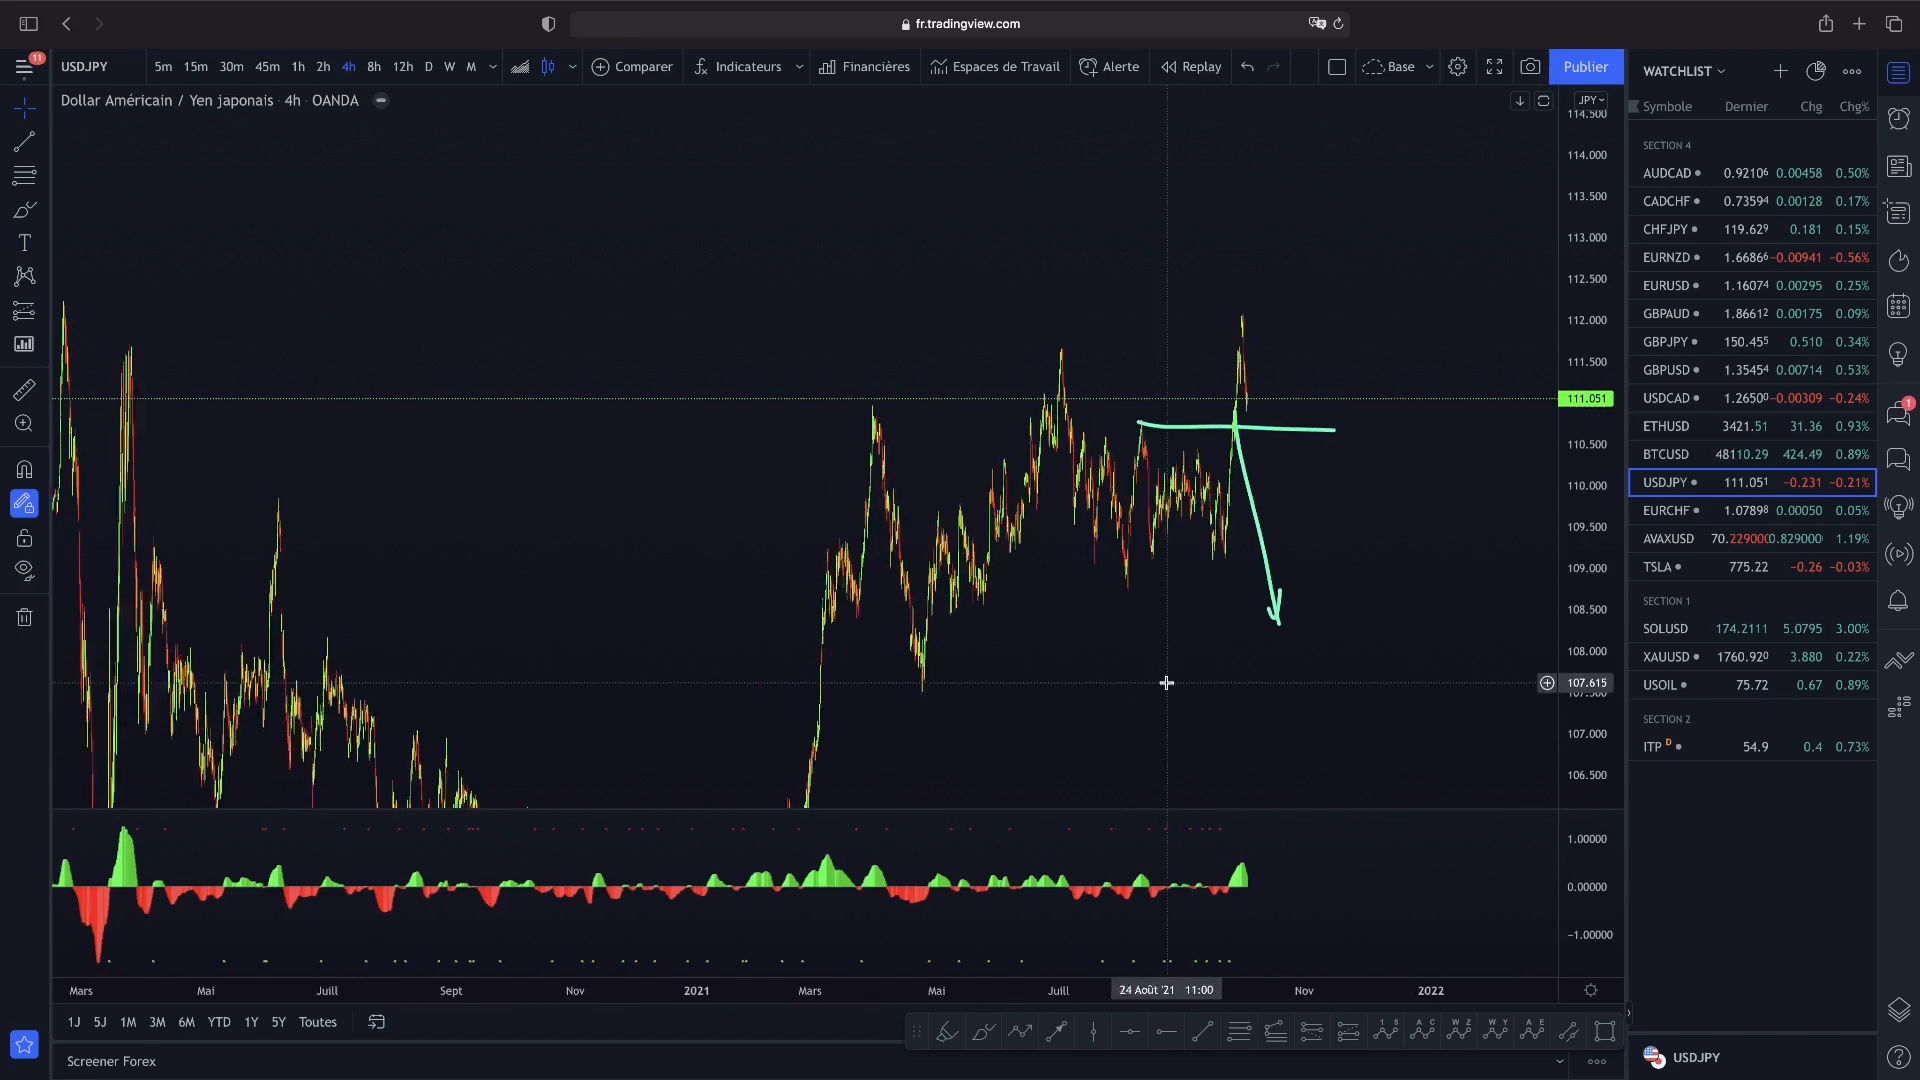 fr.tradingview.com
11
USDJPY 5m 15m 30m 45m 1h 2h 4h 8h 12h D W M Comparer Indicateurs Financières Espaces de Travail Alerte Replay Base Publier
Dollar Américain / Yen japonais · 4h · OANDA
JPY
114.500
114.000
113.500
113.000
112.500
112.000
111.500
111.051
110.500
110.000
109.500
109.000
108.500
108.000
107.615
107.500
107.000
106.500
1.00000
0.00000
-1.00000
Mars Mai Juill Sept Nov 2021 Mars Mai Juill 24 Août '21 11:00 Nov 2022
1J 5J 1M 3M 6M YTD 1Y 5Y Toutes
Screener Forex
WATCHLIST
Symbole Dernier Chg Chg%
SECTION 4
AUDCAD 0.92106 0.00458 0.50%
CADCHF 0.73594 0.00128 0.17%
CHFJPY 119.629 0.181 0.15%
EURNZD 1.66866 -0.00941 -0.56%
EURUSD 1.16074 0.00295 0.25%
GBPAUD 1.86612 0.00175 0.09%
GBPJPY 150.455 0.510 0.34%
GBPUSD 1.35454 0.00714 0.53%
USDCAD 1.26500 -0.00309 -0.24%
ETHUSD 3421.51 31.36 0.93%
BTCUSD 48110.29 424.49 0.89%
USDJPY 111.051 -0.231 -0.21%
EURCHF 1.07898 0.00050 0.05%
AVAXUSD 70.229000 0.829000 1.19%
TSLA 775.22 -0.26 -0.03%
SECTION 1
SOLUSD 174.2111 5.0795 3.00%
XAUUSD 1760.920 3.880 0.22%
USOIL 75.72 0.67 0.89%
SECTION 2
ITP D 54.9 0.4 0.73%
USDJPY
1